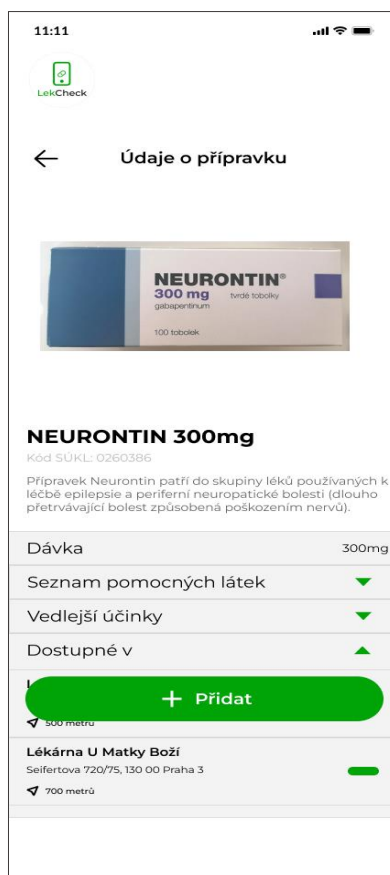 11:11
LekCheck
Údaje o přípravku
NEURONTIN®
300 mg tvrdé tobolky
gabapentinum
100 tobolek
NEURONTIN 300mg
Kód SÚKL: 0260386
Přípravek Neurontin patří do skupiny léků používaných k
léčbě epilepsie a periferní neuropatické bolesti (dlouho
přetrvávající bolest způsobená poškozením nervů).
Dávka 300mg
Seznam pomocných látek
Vedlejší účinky
Dostupné v
+ Přidat
500 metrů
Lékárna U Matky Boží
Seifertova 720/75, 130 00 Praha 3
700 metrů